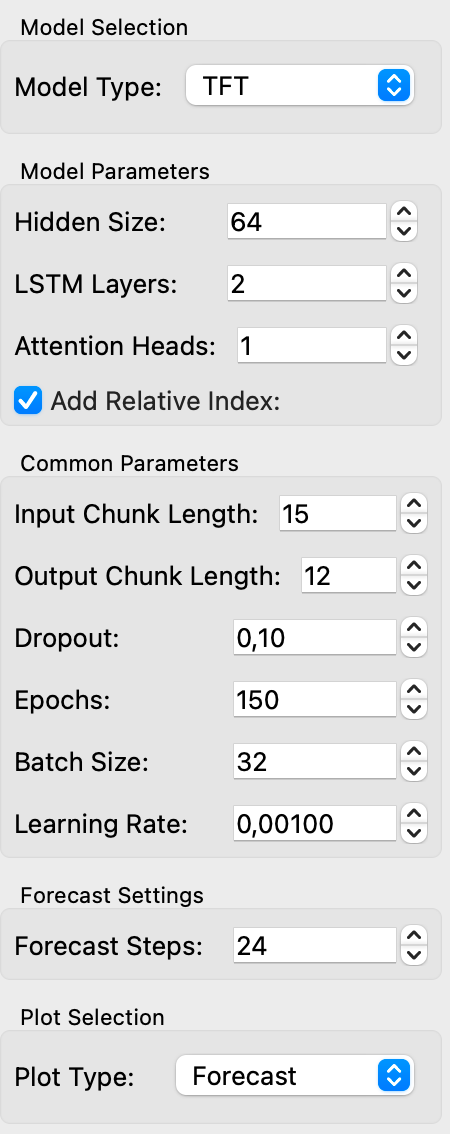 Model Selection
Model Type: TFT
Model Parameters
Hidden Size: 64
LSTM Layers: 2
Attention Heads: 1
Add Relative Index:
Common Parameters
Input Chunk Length: 15
Output Chunk Length: 12
Dropout: 0,10
Epochs: 150
Batch Size: 32
Learning Rate: 0,00100
Forecast Settings
Forecast Steps: 24
Plot Selection
Plot Type: Forecast